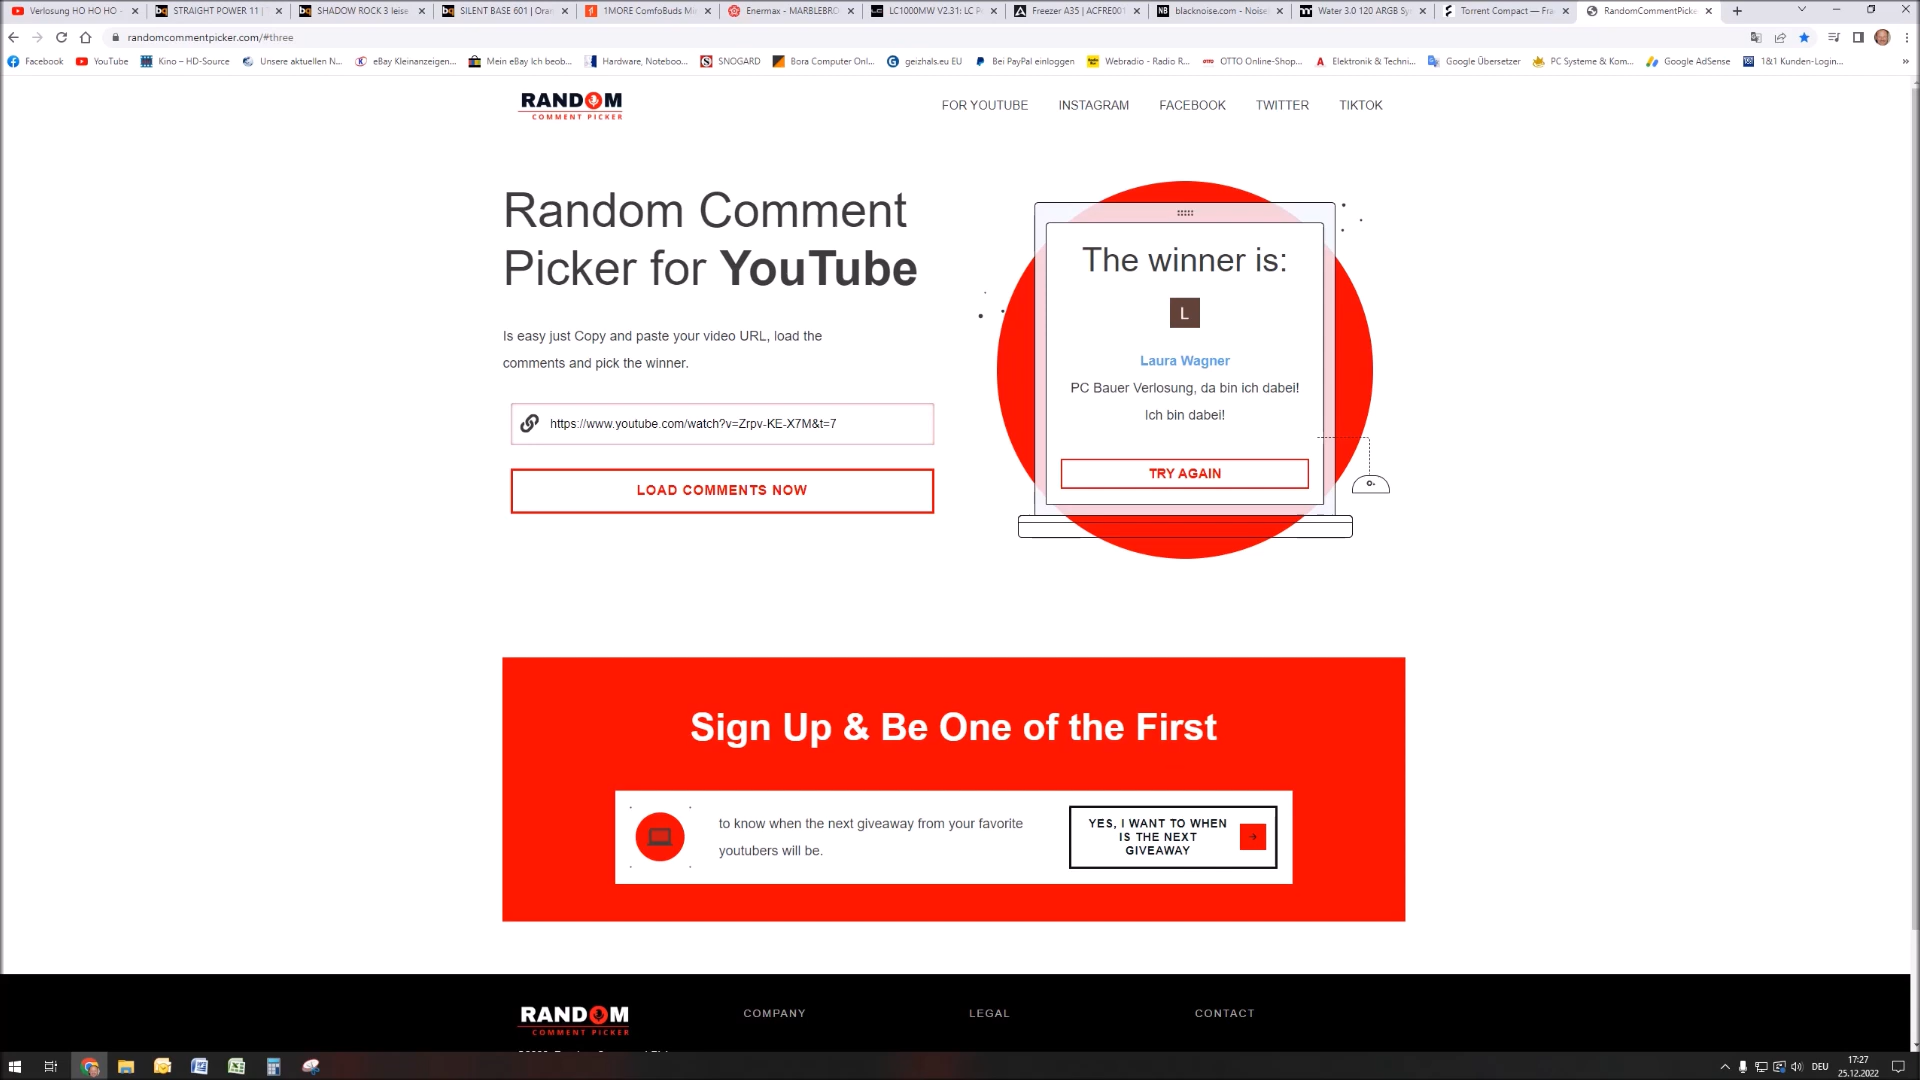 Verlosung HO HO HO -
STRAIGHT POWER 11 |
SHADOW ROCK 3 leise
SILENT BASE 601 | Oran
1MORE ComfoBuds Mi
Enermax - MARBLEBRO
LC1000MW V2.31: LC P
Freezer A35 | ACFRE001
blacknoise.com - Noise
Water 3.0 120 ARGB Sy
Torrent Compact — Fra
RandomCommentPicke
randomcommentpicker.com/#three
Facebook
YouTube
Kino – HD-Source
Unsere aktuellen N...
eBay Kleinanzeigen...
Mein eBay Ich beob...
Hardware, Noteboo...
SNOGARD
Bora Computer Onl...
geizhals.eu EU
Bei PayPal einloggen
Webradio - Radio R...
OTTO Online-Shop...
Elektronik & Techni...
Google Übersetzer
PC Systeme & Kom...
Google AdSense
1&1 Kunden-Login...
»
RANDOM
COMMENT PICKER
FOR YOUTUBE
INSTAGRAM
FACEBOOK
TWITTER
TIKTOK
Random Comment
Picker for YouTube
Is easy just Copy and paste your video URL, load the
comments and pick the winner.
https://www.youtube.com/watch?v=Zrpv-KE-X7M&t=7
LOAD COMMENTS NOW
The winner is:
L
Laura Wagner
PC Bauer Verlosung, da bin ich dabei!
Ich bin dabei!
TRY AGAIN
Sign Up & Be One of the First
to know when the next giveaway from your favorite
youtubers will be.
YES, I WANT TO WHEN
IS THE NEXT
GIVEAWAY
RANDOM
COMMENT PICKER
COMPANY
LEGAL
CONTACT
DEU
17:27
25.12.2022